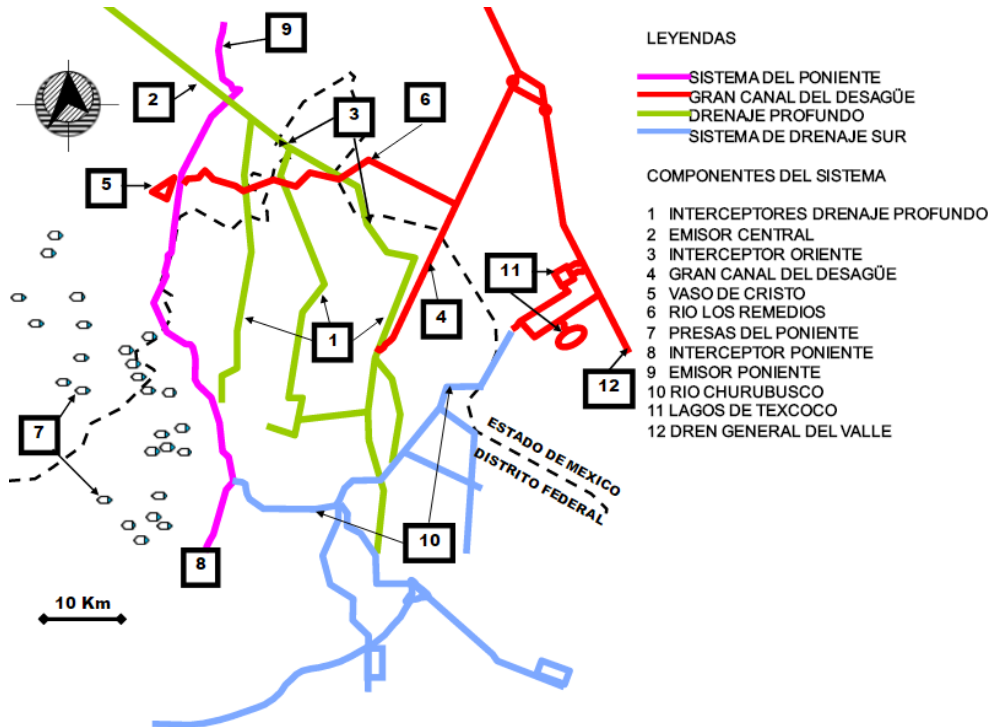 9
2
3
6
5
11
4
1
12
7
ESTADO DE MEXICO
DISTRITO FEDERAL
10
8
10 Km
LEYENDAS
SISTEMA DEL PONIENTE
GRAN CANAL DEL DESAGÜE
DRENAJE PROFUNDO
SISTEMA DE DRENAJE SUR
COMPONENTES DEL SISTEMA
1 INTERCEPTORES DRENAJE PROFUNDO
2 EMISOR CENTRAL
3 INTERCEPTOR ORIENTE
4 GRAN CANAL DEL DESAGÜE
5 VASO DE CRISTO
6 RIO LOS REMEDIOS
7 PRESAS DEL PONIENTE
8 INTERCEPTOR PONIENTE
9 EMISOR PONIENTE
10 RIO CHURUBUSCO
11 LAGOS DE TEXCOCO
12 DREN GENERAL DEL VALLE